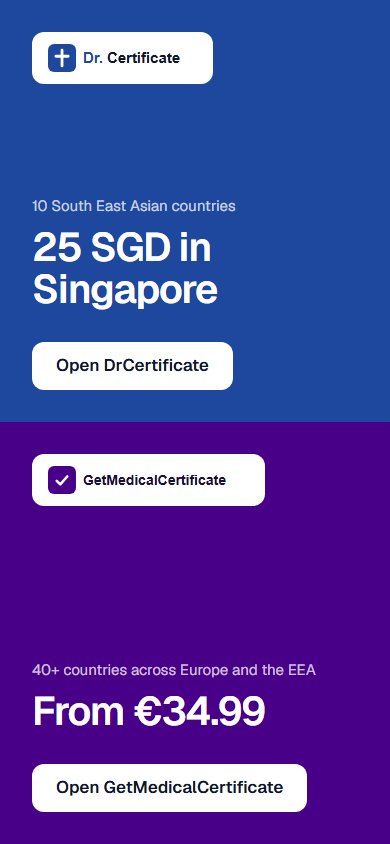 Dr. Certificate
10 South East Asian countries
25 SGD in
Singapore
Open DrCertificate
GetMedicalCertificate
40+ countries across Europe and the EEA
From €34.99
Open GetMedicalCertificate